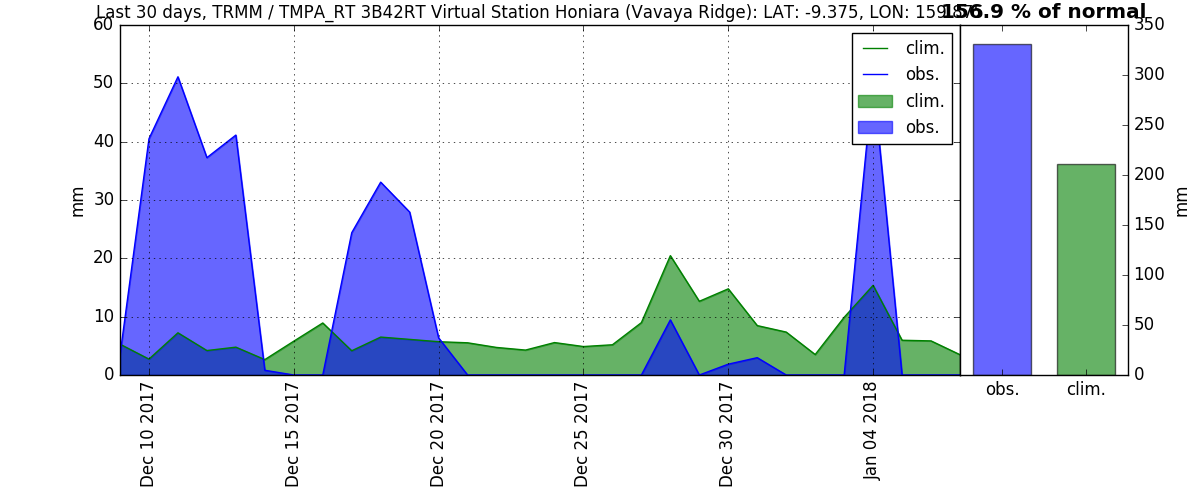 Last 30 days, TRMM / TMPA_RT 3B42RT Virtual Station Honiara (Vavaya Ridge): LAT: -9.375, LON:
156.9 % of normal
60
50
40
30
20
10
0
mm
clim.
obs.
clim.
obs.
Dec 10 2017
Dec 15 2017
Dec 20 2017
Dec 25 2017
Dec 30 2017
Jan 04 2018
350
300
250
200
150
100
50
0
mm
obs.
clim.